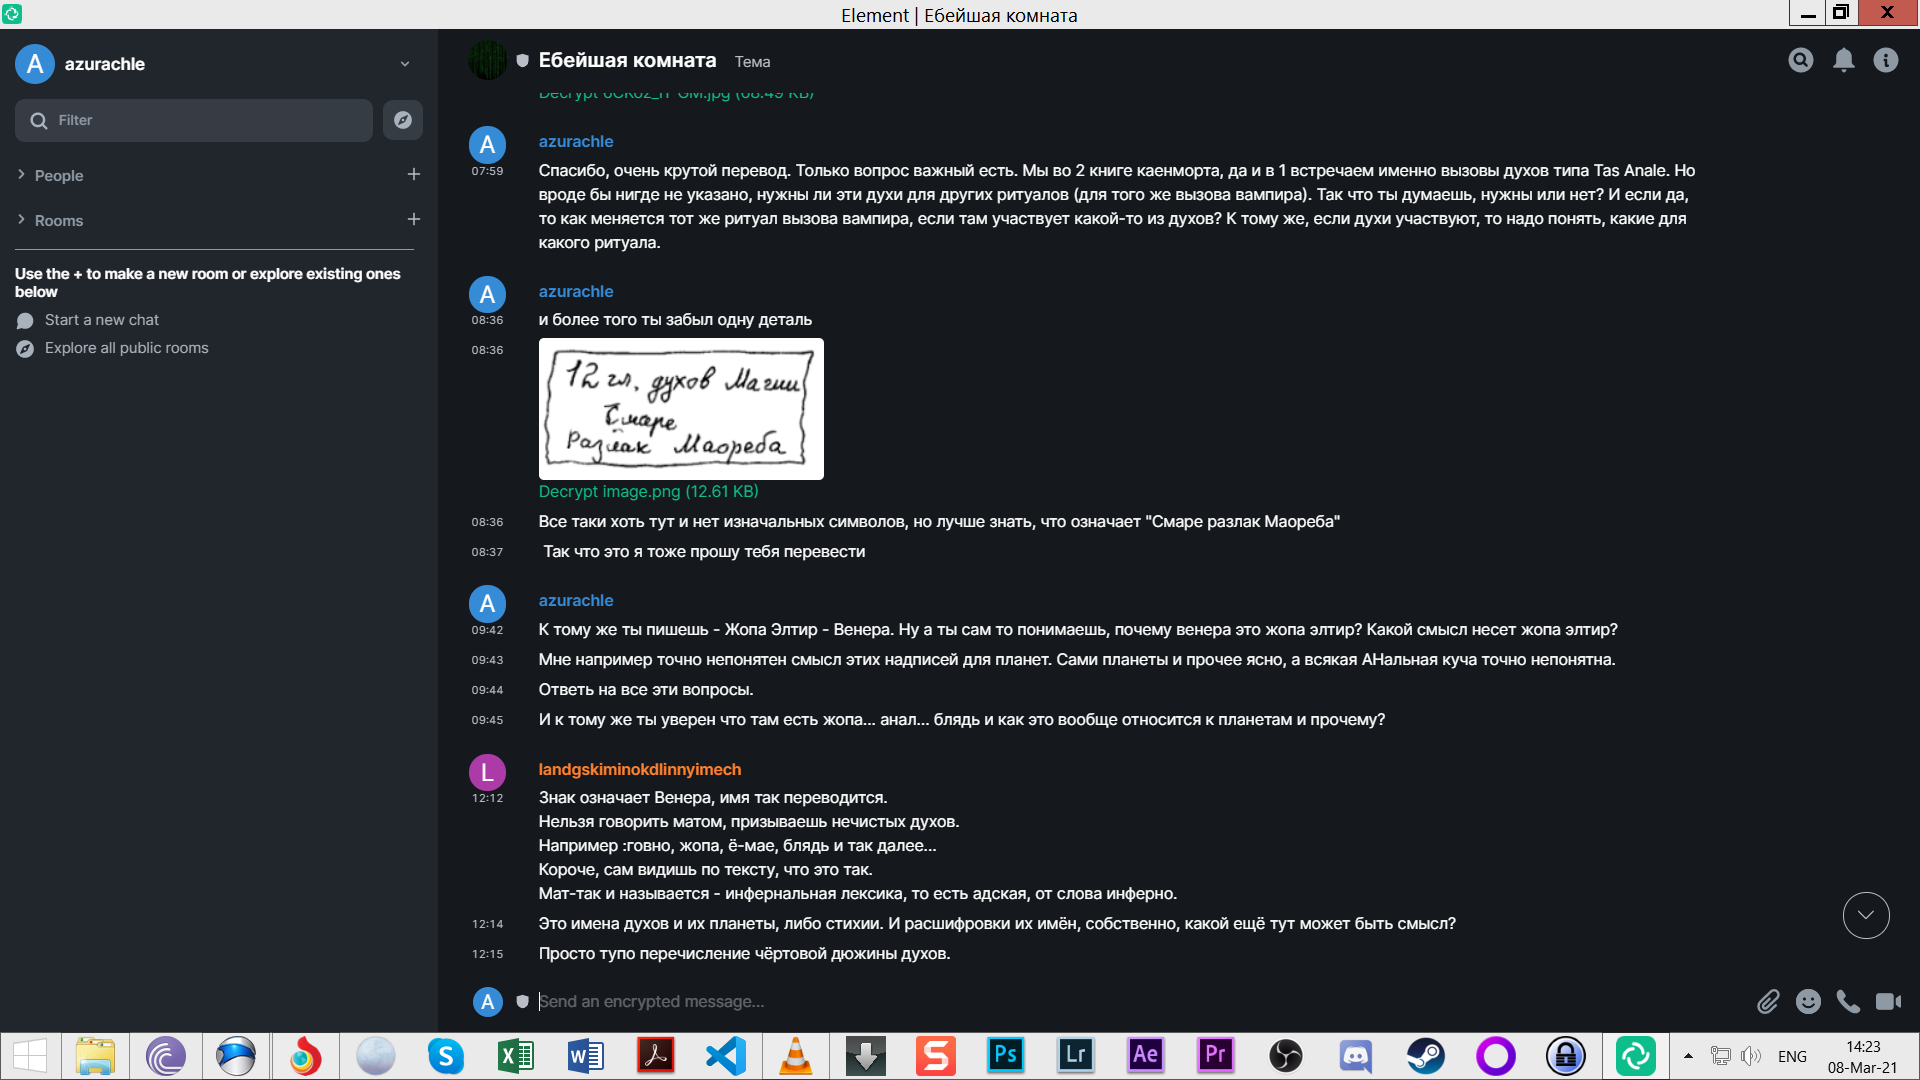 Element | Ебейшая комната
A azurachle
Filter
People
Rooms
Use the + to make a new room or explore existing ones
below
Start a new chat
Explore all public rooms
Ебейшая комната Тема
A azurachle
07:59 Спасибо, очень крутой перевод. Только вопрос важный есть. Мы во 2 книге каенморта, да и в 1 встречаем именно вызовы духов типа Tas Anale. Но
вроде бы нигде не указано, нужны ли эти духи для других ритуалов (для того же вызова вампира). Так что ты думаешь, нужны или нет? И если да,
то как меняется тот же ритуал вызова вампира, если там участвует какой-то из духов? К тому же, если духи участвуют, то надо понять, какие для
какого ритуала.
A azurachle
08:36 и более того ты забыл одну деталь
08:36
12 гл. духов Магии
Смаре
Разлак Маореба
Decrypt image.png (12.61 KB)
08:36 Все таки хоть тут и нет изначальных символов, но лучше знать, что означает "Смаре разлак Маореба"
08:37 Так что это я тоже прошу тебя перевести
A azurachle
09:42 К тому же ты пишешь - Жопа Элтир - Венера. Ну а ты сам то понимаешь, почему венера это жопа элтир? Какой смысл несет жопа элтир?
09:43 Мне например точно непонятен смысл этих надписей для планет. Сами планеты и прочее ясно, а всякая АНальная куча точно непонятна.
09:44 Ответь на все эти вопросы.
09:45 И к тому же ты уверен что там есть жопа... анал... блядь и как это вообще относится к планетам и прочему?
L landgskiminokdlinnyimech
12:12 Знак означает Венера, имя так переводится.
Нельзя говорить матом, призываешь нечистых духов.
Например :говно, жопа, ё-мае, блядь и так далее...
Короче, сам видишь по тексту, что это так.
Мат-так и называется - инфернальная лексика, то есть адская, от слова инферно.
12:14 Это имена духов и их планеты, либо стихии. И расшифровки их имён, собственно, какой ещё тут может быть смысл?
12:15 Просто тупо перечисление чёртовой дюжины духов.
A Send an encrypted message...
Ps Lr Ae Pr ENG 14:23
08-Mar-21